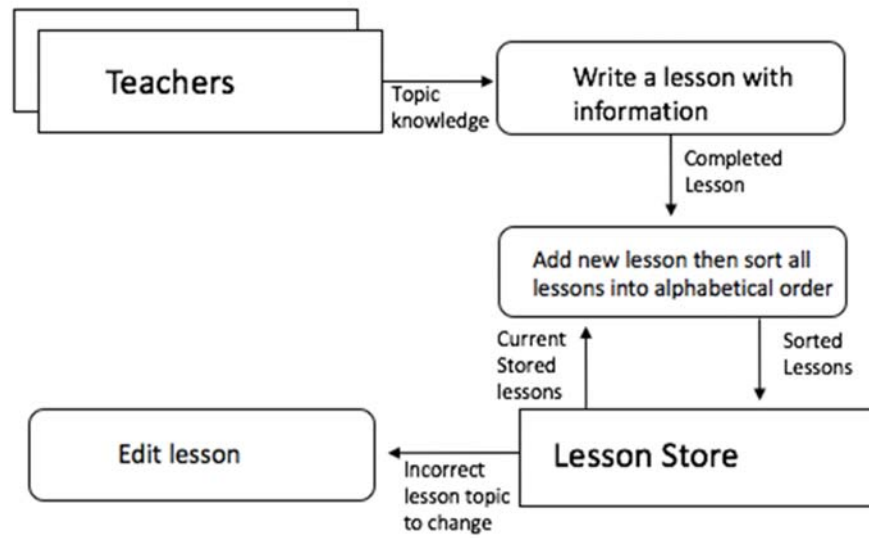 Teachers
Topic
knowledge
Write a lesson with
information
Completed
Lesson
Add new lesson then sort all
lessons into alphabetical order
Current
Stored
lessons
Sorted
Lessons
Edit lesson
Incorrect
lesson topic
to change
Lesson Store